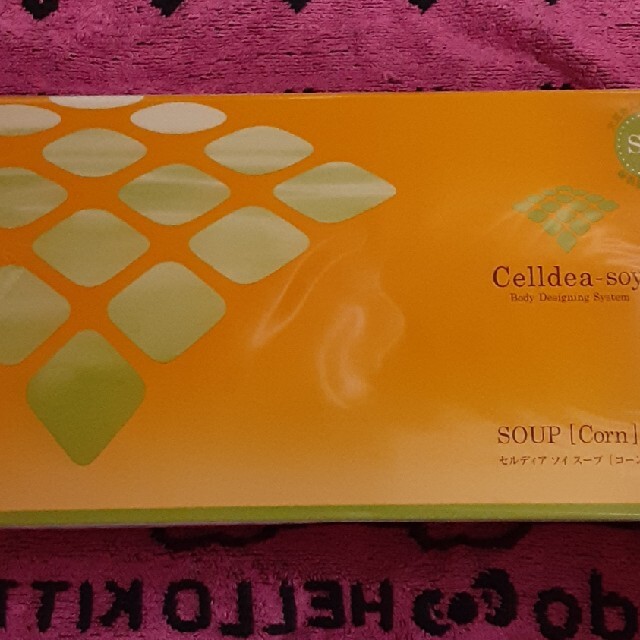 S
Celldea-soy
Body Designing System
SOUP [Corn]
セルディア ソイ スープ [コーン
HELLO KITT